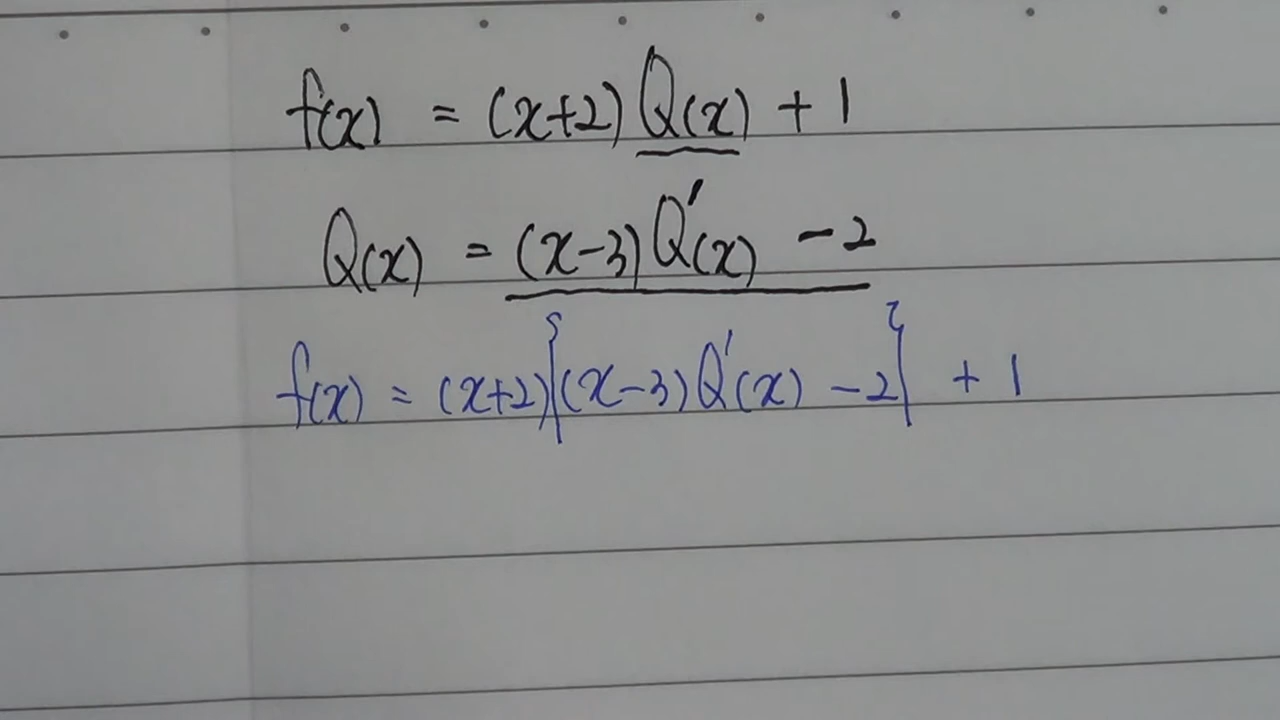 f(x) = (x+2)Q(x) + 1
Q(x) = (x-3)Q'(x) - 2
f(x) = (x+2){(x-3)Q'(x) - 2} + 1